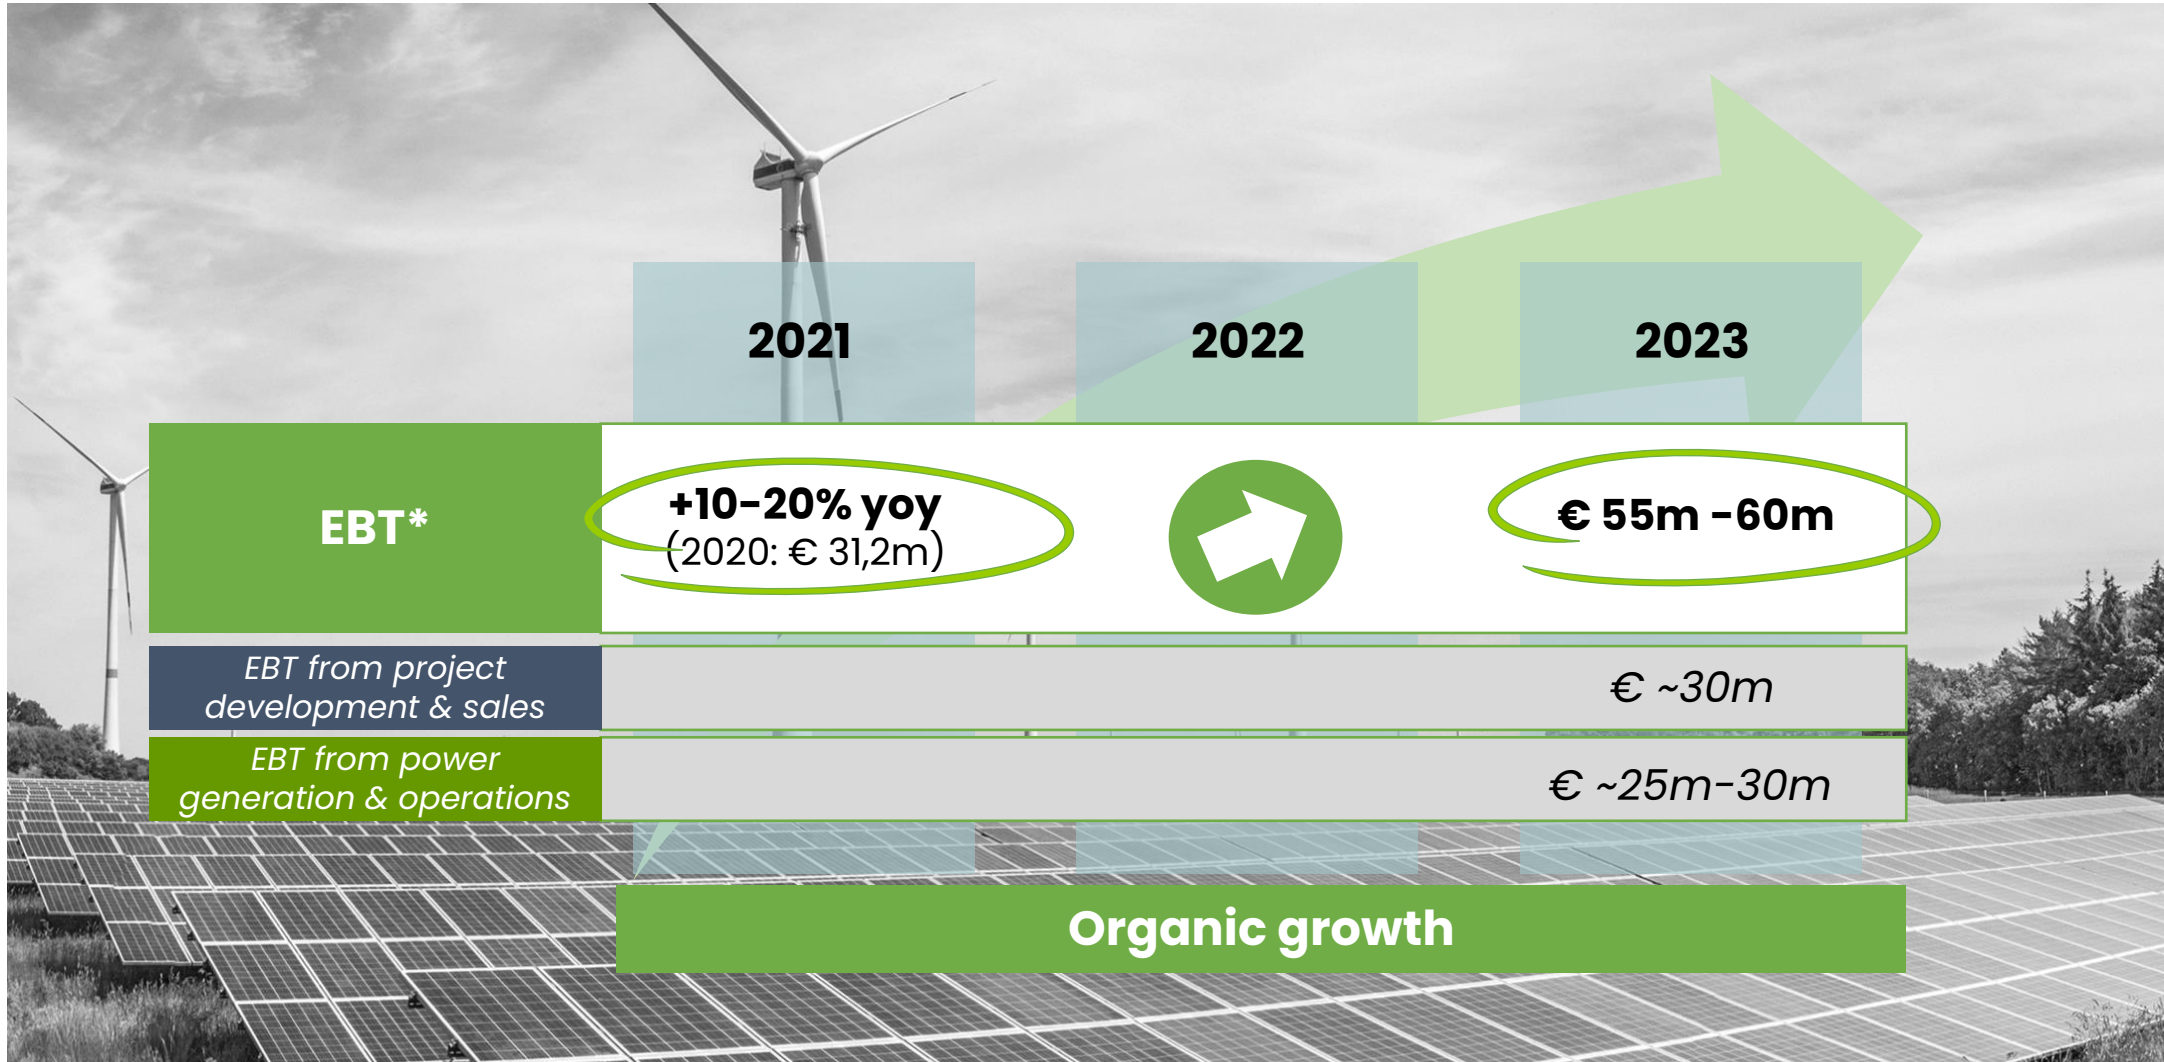 2021
2022
2023
EBT*
+10-20% yoy
(2020: € 31,2m)
€ 55m -60m
EBT from project
development & sales
€ ~30m
EBT from power
generation & operations
€ ~25m-30m
Organic growth